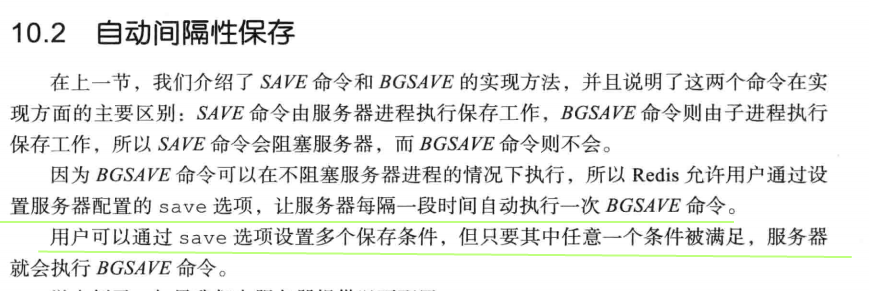 10.2 自动间隔性保存
在上一节，我们介绍了 SAVE 命令和 BGSAVE 的实现方法，并且说明了这两个命令在实
现方面的主要区别：SAVE 命令由服务器进程执行保存工作，BGSAVE 命令则由子进程执行
保存工作，所以 SAVE 命令会阻塞服务器，而 BGSAVE 命令则不会。
因为 BGSAVE 命令可以在不阻塞服务器进程的情况下执行，所以 Redis 允许用户通过设
置服务器配置的 save 选项，让服务器每隔一段时间自动执行一次 BGSAVE 命令。
用户可以通过 save 选项设置多个保存条件，但只要其中任意一个条件被满足，服务器
就会执行 BGSAVE 命令。